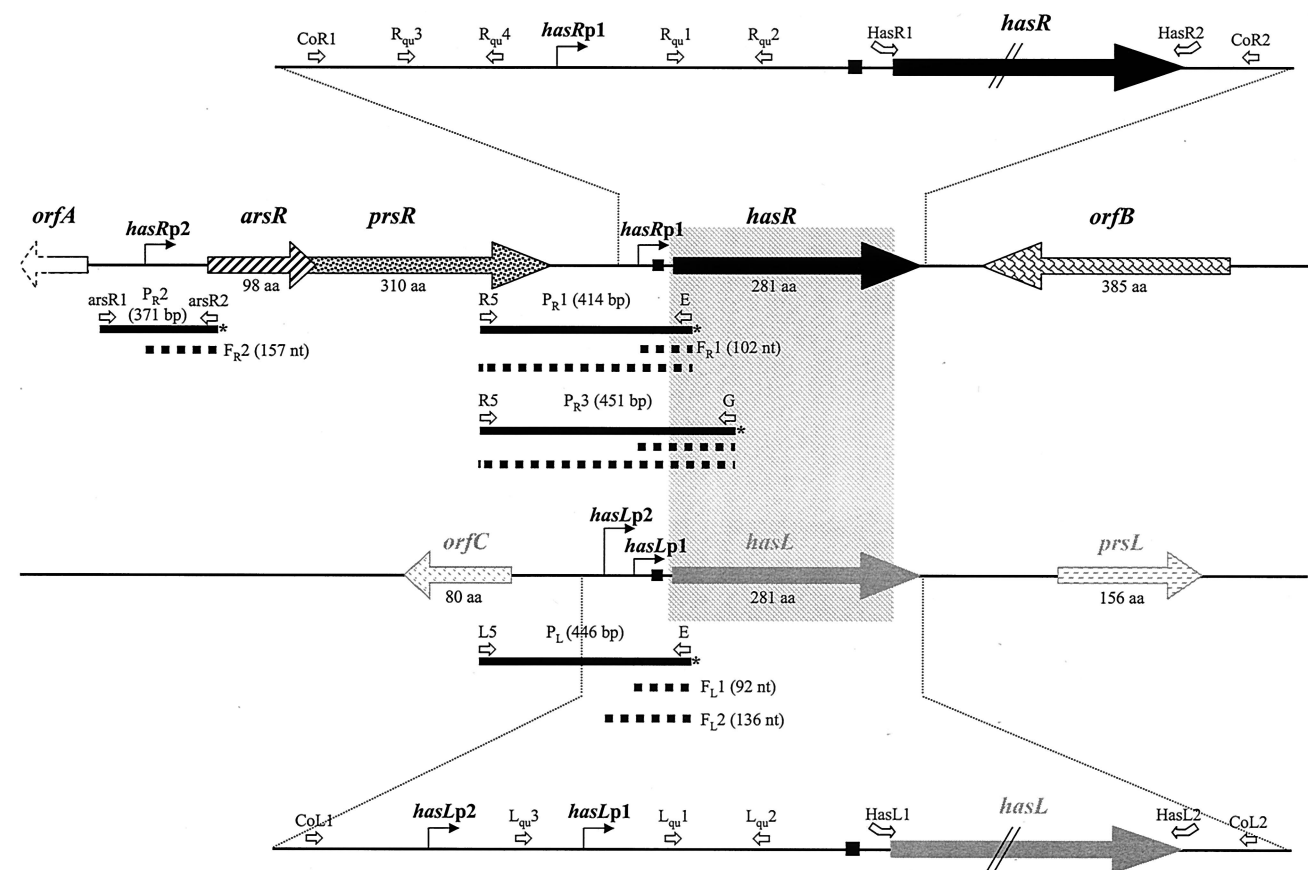 hasR
CoR1 Rqu3 Rqu4 hasRp1 Rqu1 Rqu2 HasR1 HasR2 CoR2
orfA hasRp2 arsR prsR hasRp1 hasR orfB
98 aa 310 aa 281 aa 385 aa
arsR1 PR2 (371 bp) arsR2
*
FR2 (157 nt)
R5 PR1 (414 bp) E
*
FR1 (102 nt)
R5 PR3 (451 bp) G
*
hasLp2
orfC hasLp1 hasL prsL
80 aa 281 aa 156 aa
L5 PL (446 bp) E
*
FL1 (92 nt)
FL2 (136 nt)
CoL1 hasLp2 Lqu3 hasLp1 Lqu1 Lqu2 HasL1 hasL HasL2 CoL2